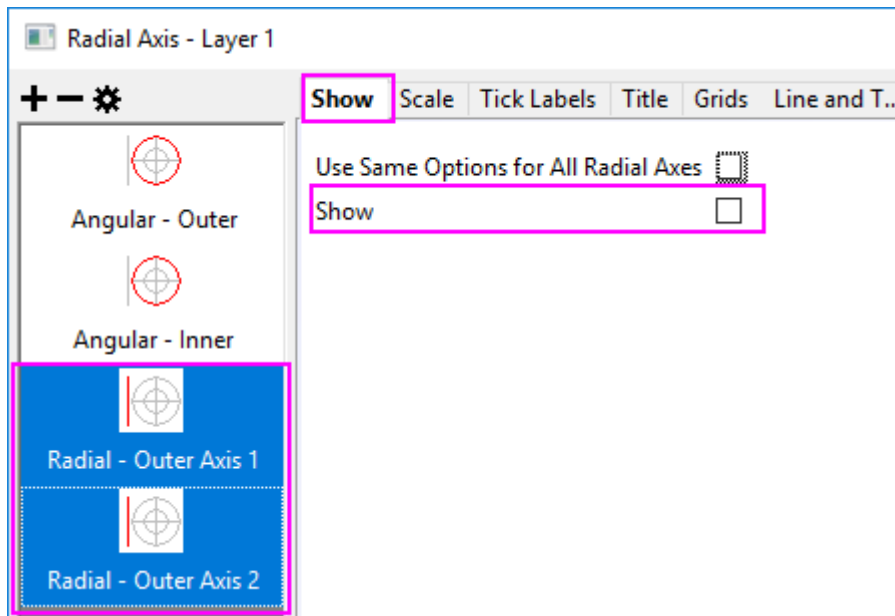 Radial Axis - Layer 1
Show Scale Tick Labels Title Grids Line and T..
Use Same Options for All Radial Axes
Show
Angular - Outer
Angular - Inner
Radial - Outer Axis 1
Radial - Outer Axis 2